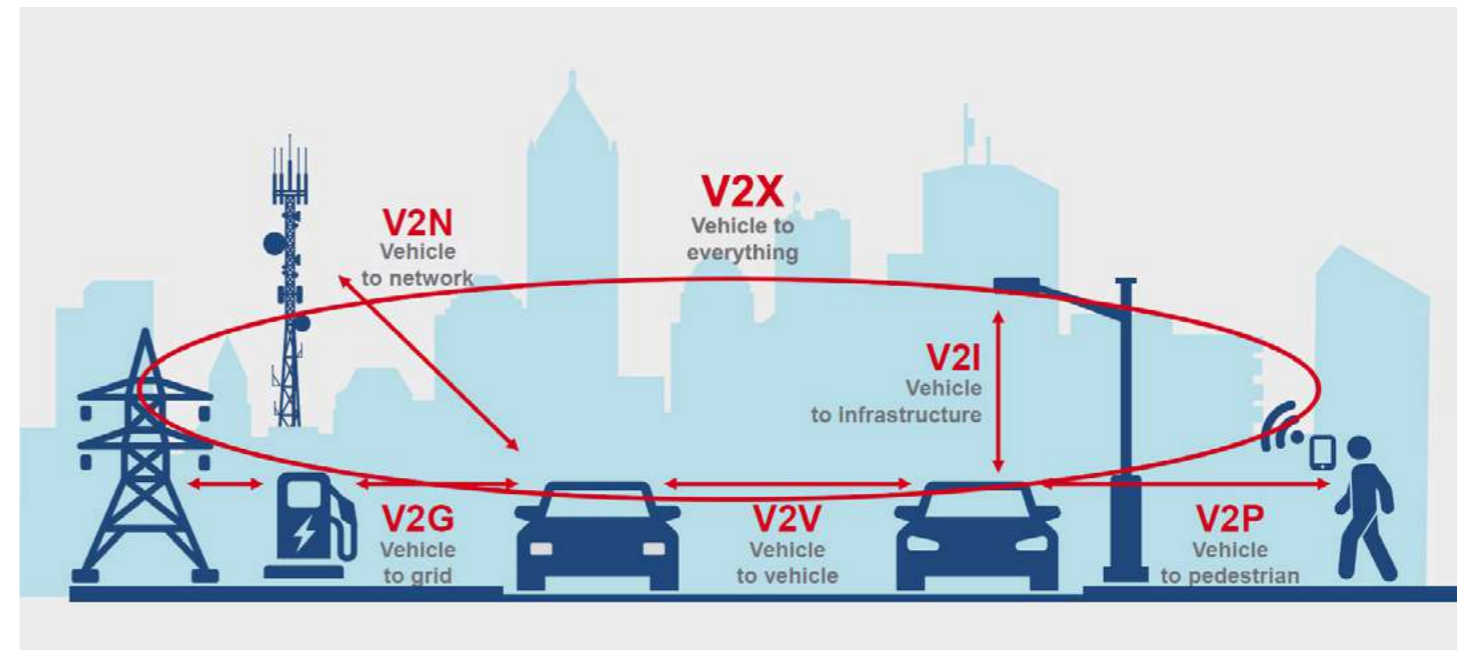 V2X
Vehicle to
everything
V2N
Vehicle
to network
V2I
Vehicle
to infrastructure
V2G
Vehicle
to grid
V2V
Vehicle
to vehicle
V2P
Vehicle
to pedestrian